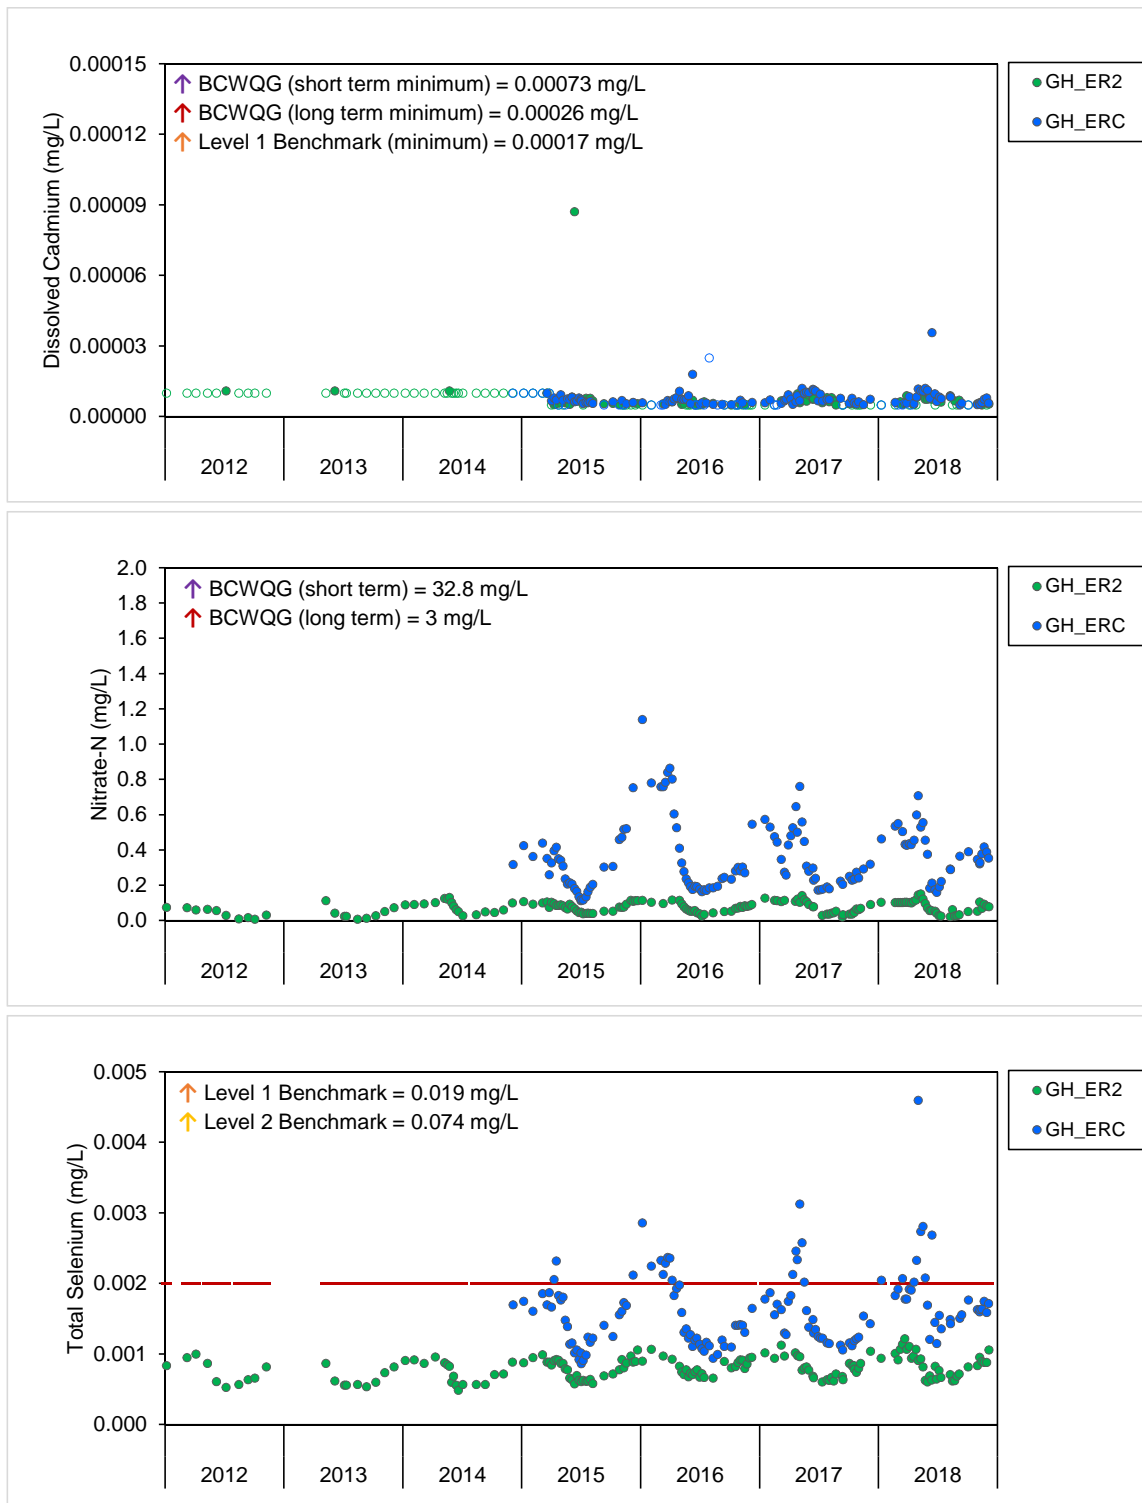 ↑ BCWQG (short term minimum) = 0.00073 mg/L
↑ BCWQG (long term minimum) = 0.00026 mg/L
↑ Level 1 Benchmark (minimum) = 0.00017 mg/L
GH_ER2
GH_ERC
Dissolved Cadmium (mg/L)
0.00015
0.00012
0.00009
0.00006
0.00003
0.00000
2012 2013 2014 2015 2016 2017 2018
↑ BCWQG (short term) = 32.8 mg/L
↑ BCWQG (long term) = 3 mg/L
GH_ER2
GH_ERC
Nitrate-N (mg/L)
2.0
1.8
1.6
1.4
1.2
1.0
0.8
0.6
0.4
0.2
0.0
2012 2013 2014 2015 2016 2017 2018
↑ Level 1 Benchmark = 0.019 mg/L
↑ Level 2 Benchmark = 0.074 mg/L
GH_ER2
GH_ERC
Total Selenium (mg/L)
0.005
0.004
0.003
0.002
0.001
0.000
2012 2013 2014 2015 2016 2017 2018